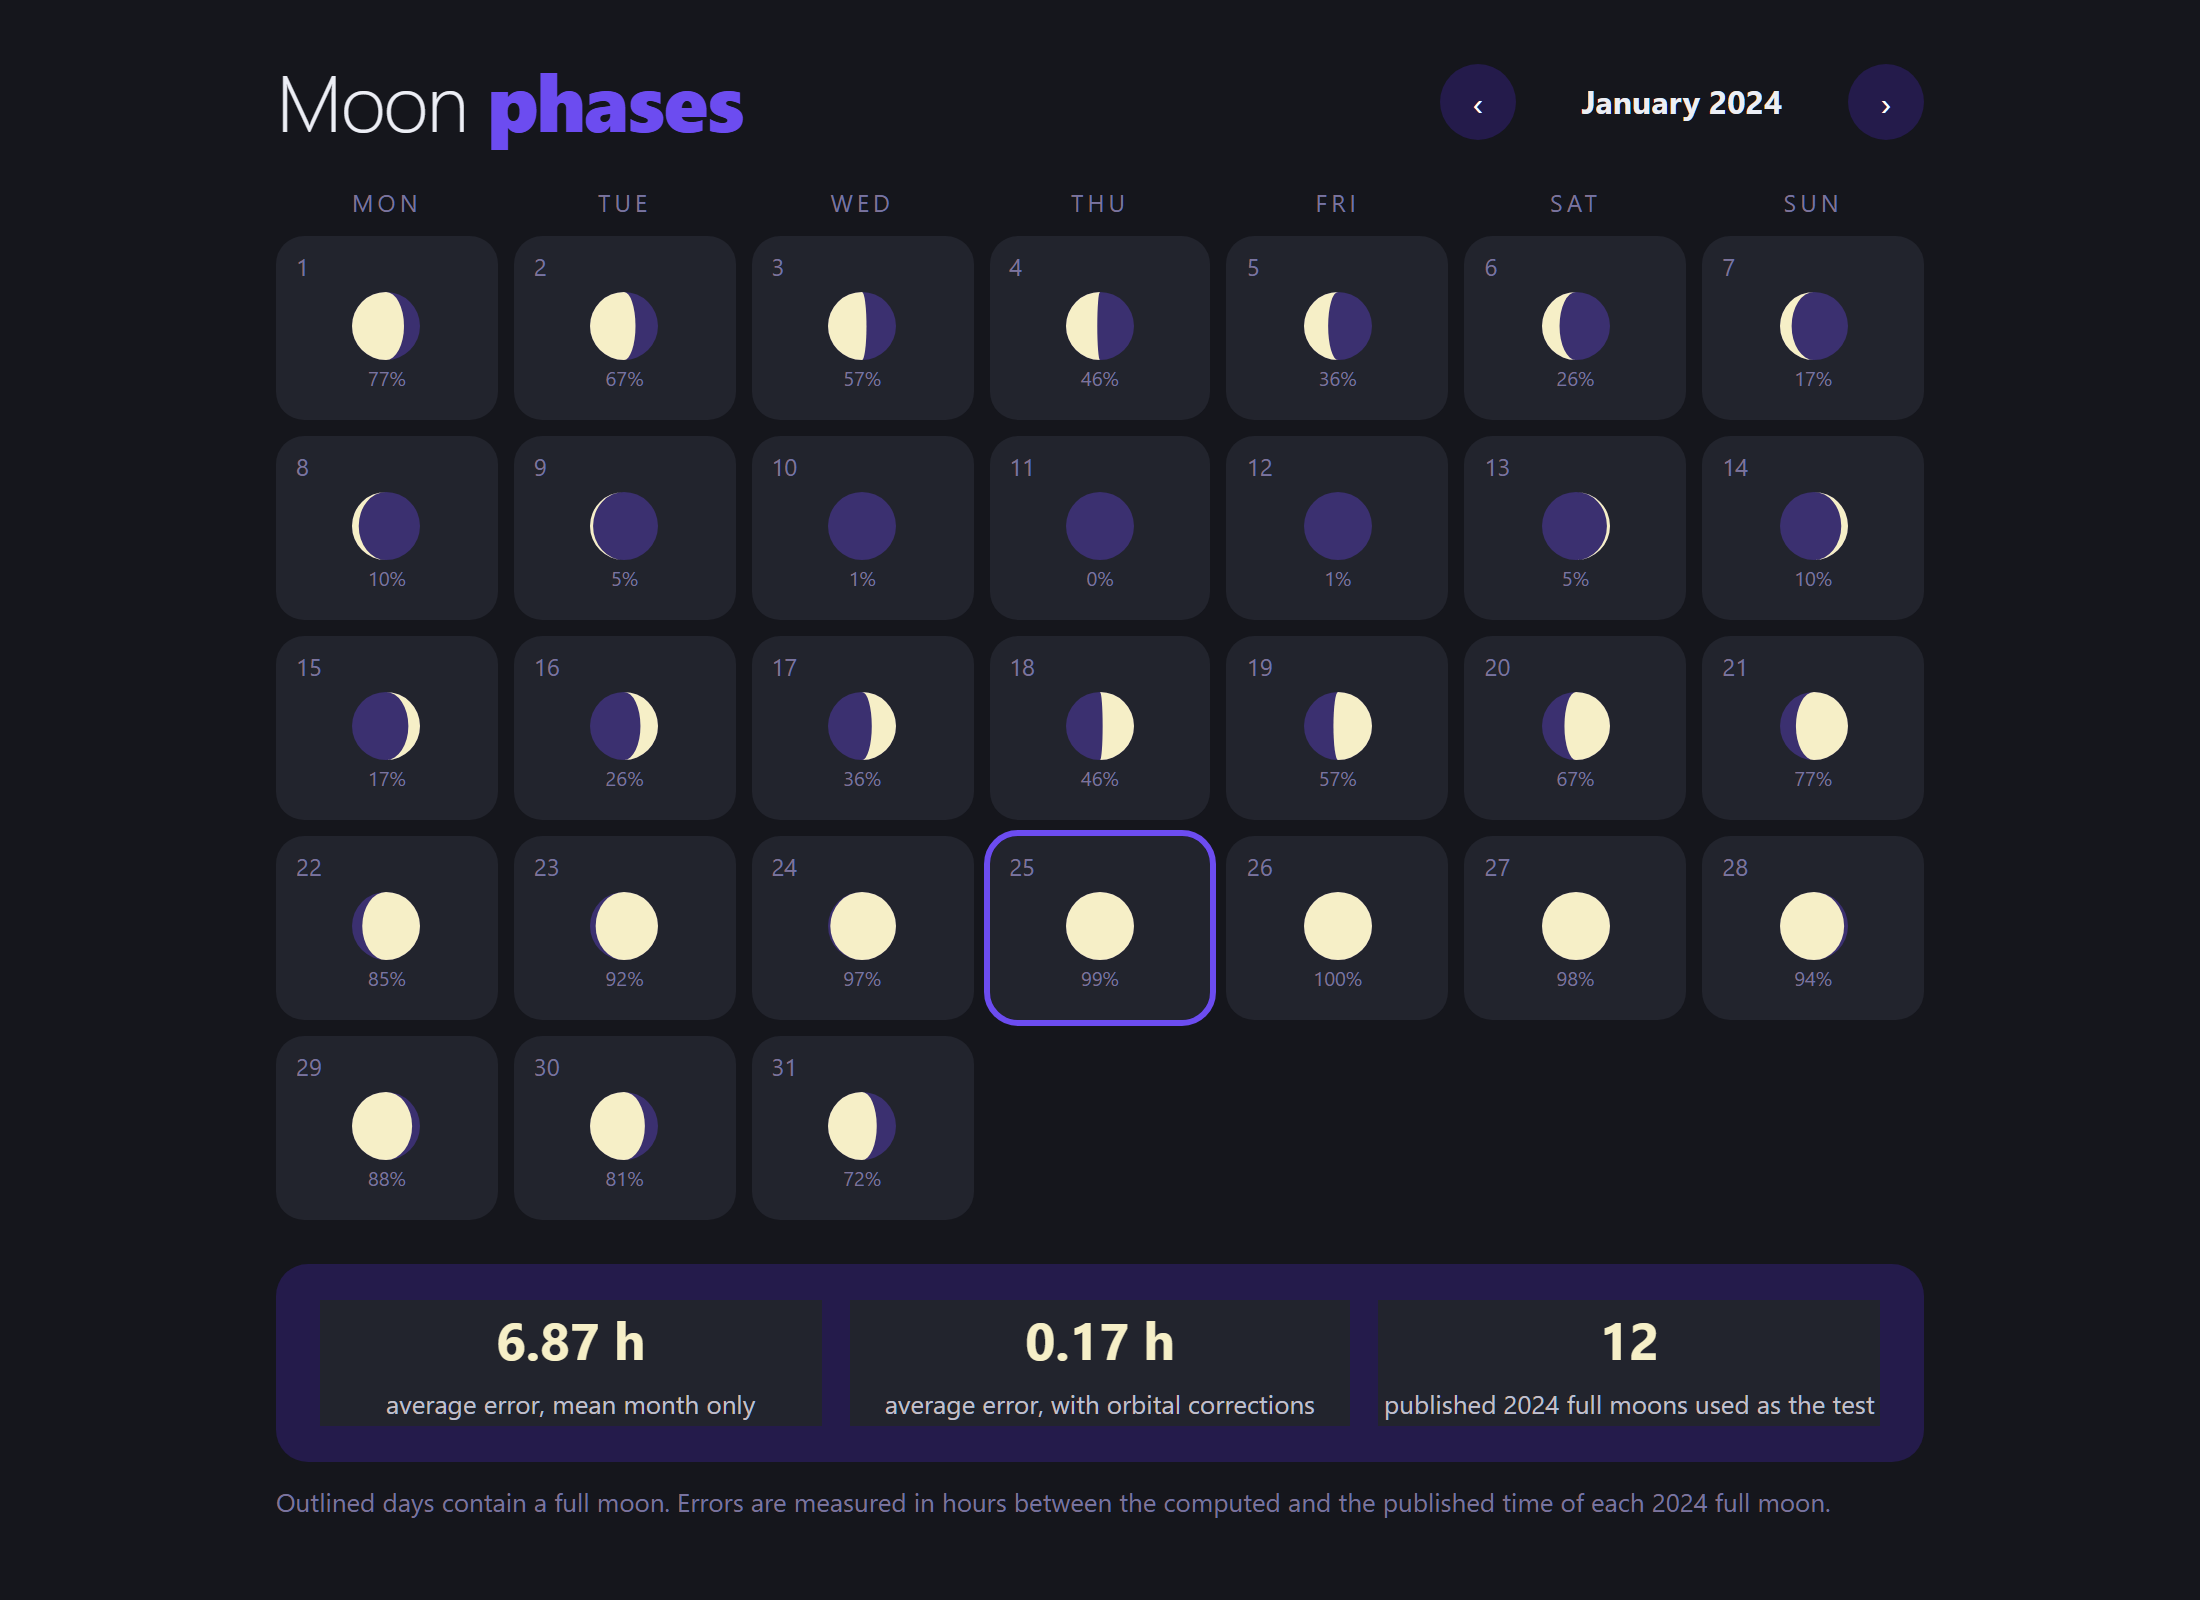 Moon phases
‹ January 2024 ›
MON TUE WED THU FRI SAT SUN
1 2 3 4 5 6 7
77% 67% 57% 46% 36% 26% 17%
8 9 10 11 12 13 14
10% 5% 1% 0% 1% 5% 10%
15 16 17 18 19 20 21
17% 26% 36% 46% 57% 67% 77%
22 23 24 25 26 27 28
85% 92% 97% 99% 100% 98% 94%
29 30 31
88% 81% 72%
6.87 h 0.17 h 12
average error, mean month only average error, with orbital corrections published 2024 full moons used as the test
Outlined days contain a full moon. Errors are measured in hours between the computed and the published time of each 2024 full moon.